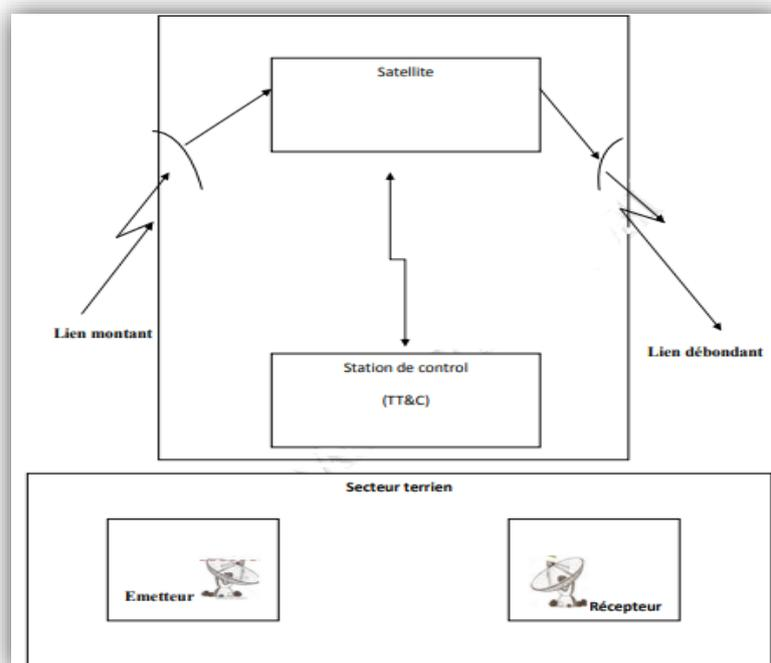 Satellite
Lien montant
Lien débondant
Station de control
(TT&C)
Secteur terrien
Emetteur
Récepteur